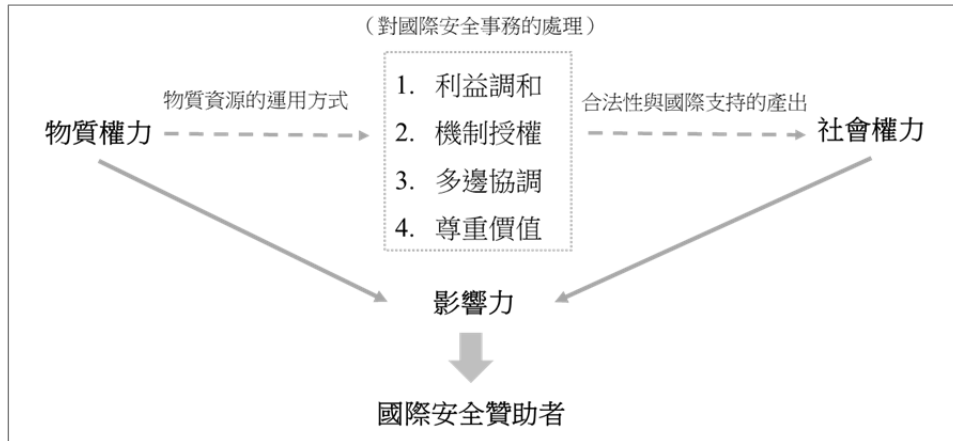 （對國際安全事務的處理）
1. 利益調和
2. 機制授權
3. 多邊協調
4. 尊重價值
物質資源的運用方式
合法性與國際支持的產出
物質權力
社會權力
影響力
國際安全贊助者